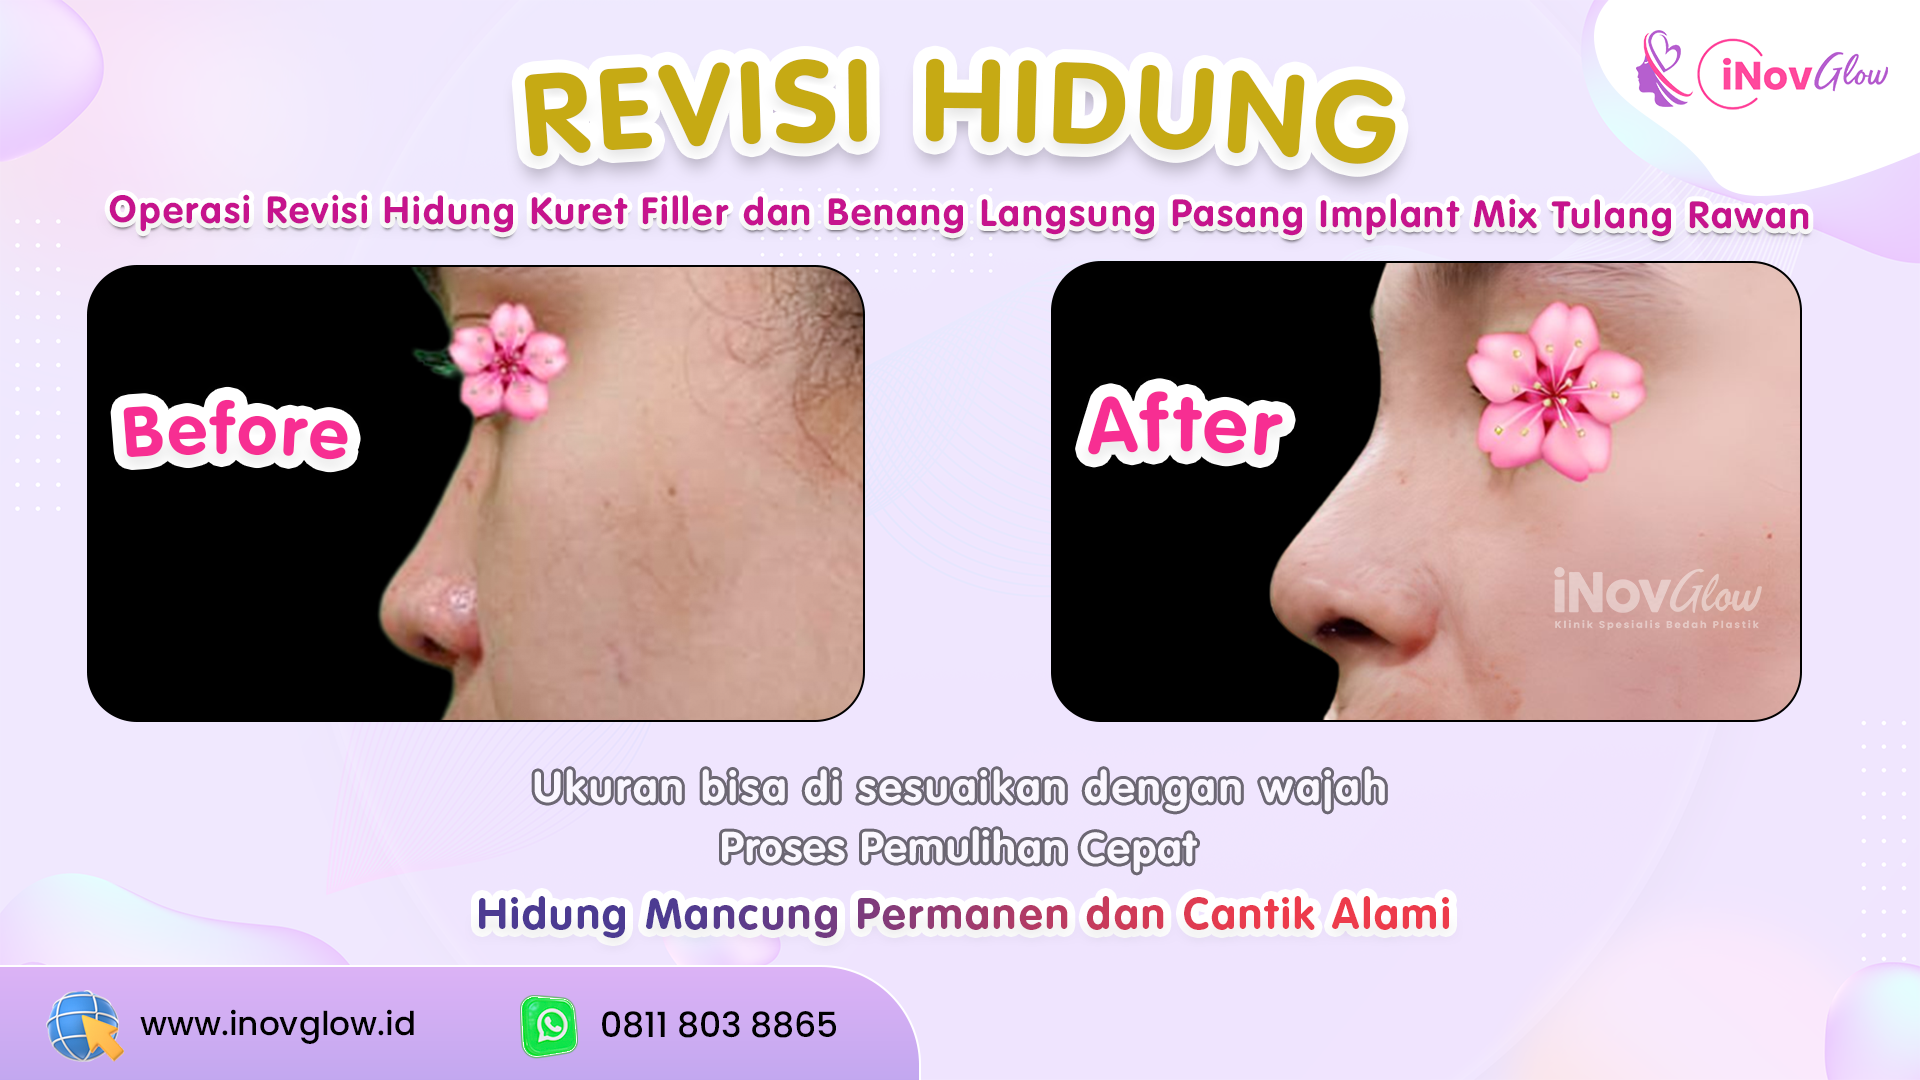 REVISI HIDUNG
iNovGlow
Operasi Revisi Hidung Kuret Filler dan Benang Langsung Pasang Implant Mix Tulang Rawan
Before
After
iNovGlow
Klinik Spesialis Bedah Plastik
Ukuran bisa di sesuaikan dengan wajah
Proses Pemulihan Cepat
Hidung Mancung Permanen dan Cantik Alami
www.inovglow.id
0811 803 8865